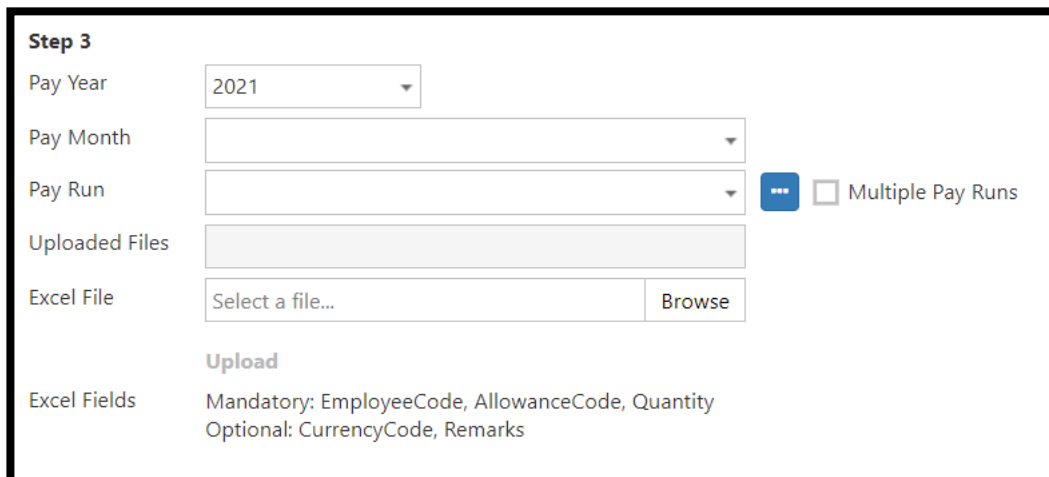 Step 3
Pay Year 2021
Pay Month
Pay Run ... Multiple Pay Runs
Uploaded Files
Excel File Select a file... Browse
Upload
Excel Fields Mandatory: EmployeeCode, AllowanceCode, Quantity
Optional: CurrencyCode, Remarks